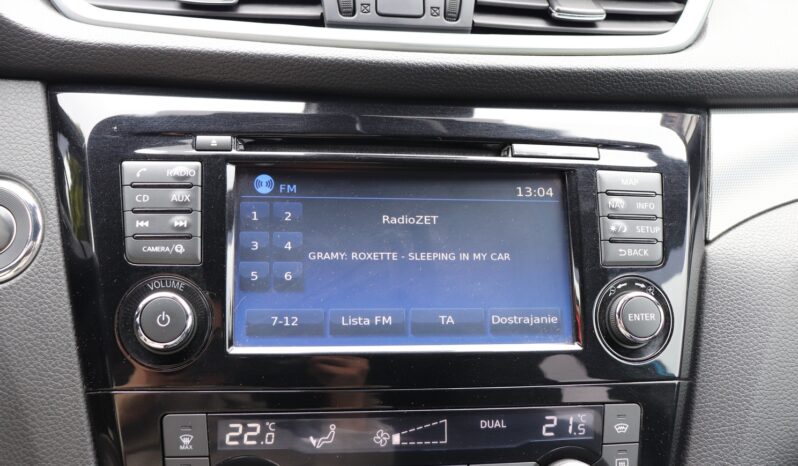 RADIO
CD AUX
CAMERA/
VOLUME
FM 13:04
1 2
3 4
5 6
RadioZET
GRAMY: ROXETTE - SLEEPING IN MY CAR
7-12 Lista FM TA Dostrajanie
MAP
NAV INFO
SETUP
BACK
ENTER
MAX
22.0 °C
DUAL
21.5 °C